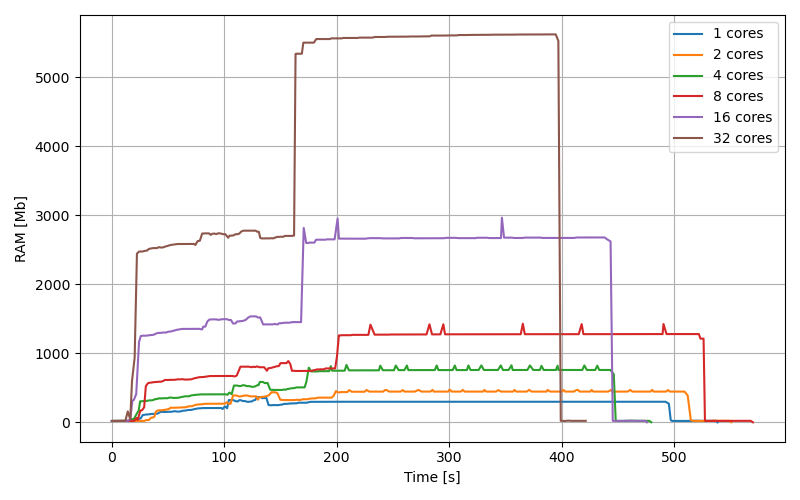 RAM [Mb]
5000
4000
3000
2000
1000
0
0 100 200 300 400 500
Time [s]
1 cores
2 cores
4 cores
8 cores
16 cores
32 cores